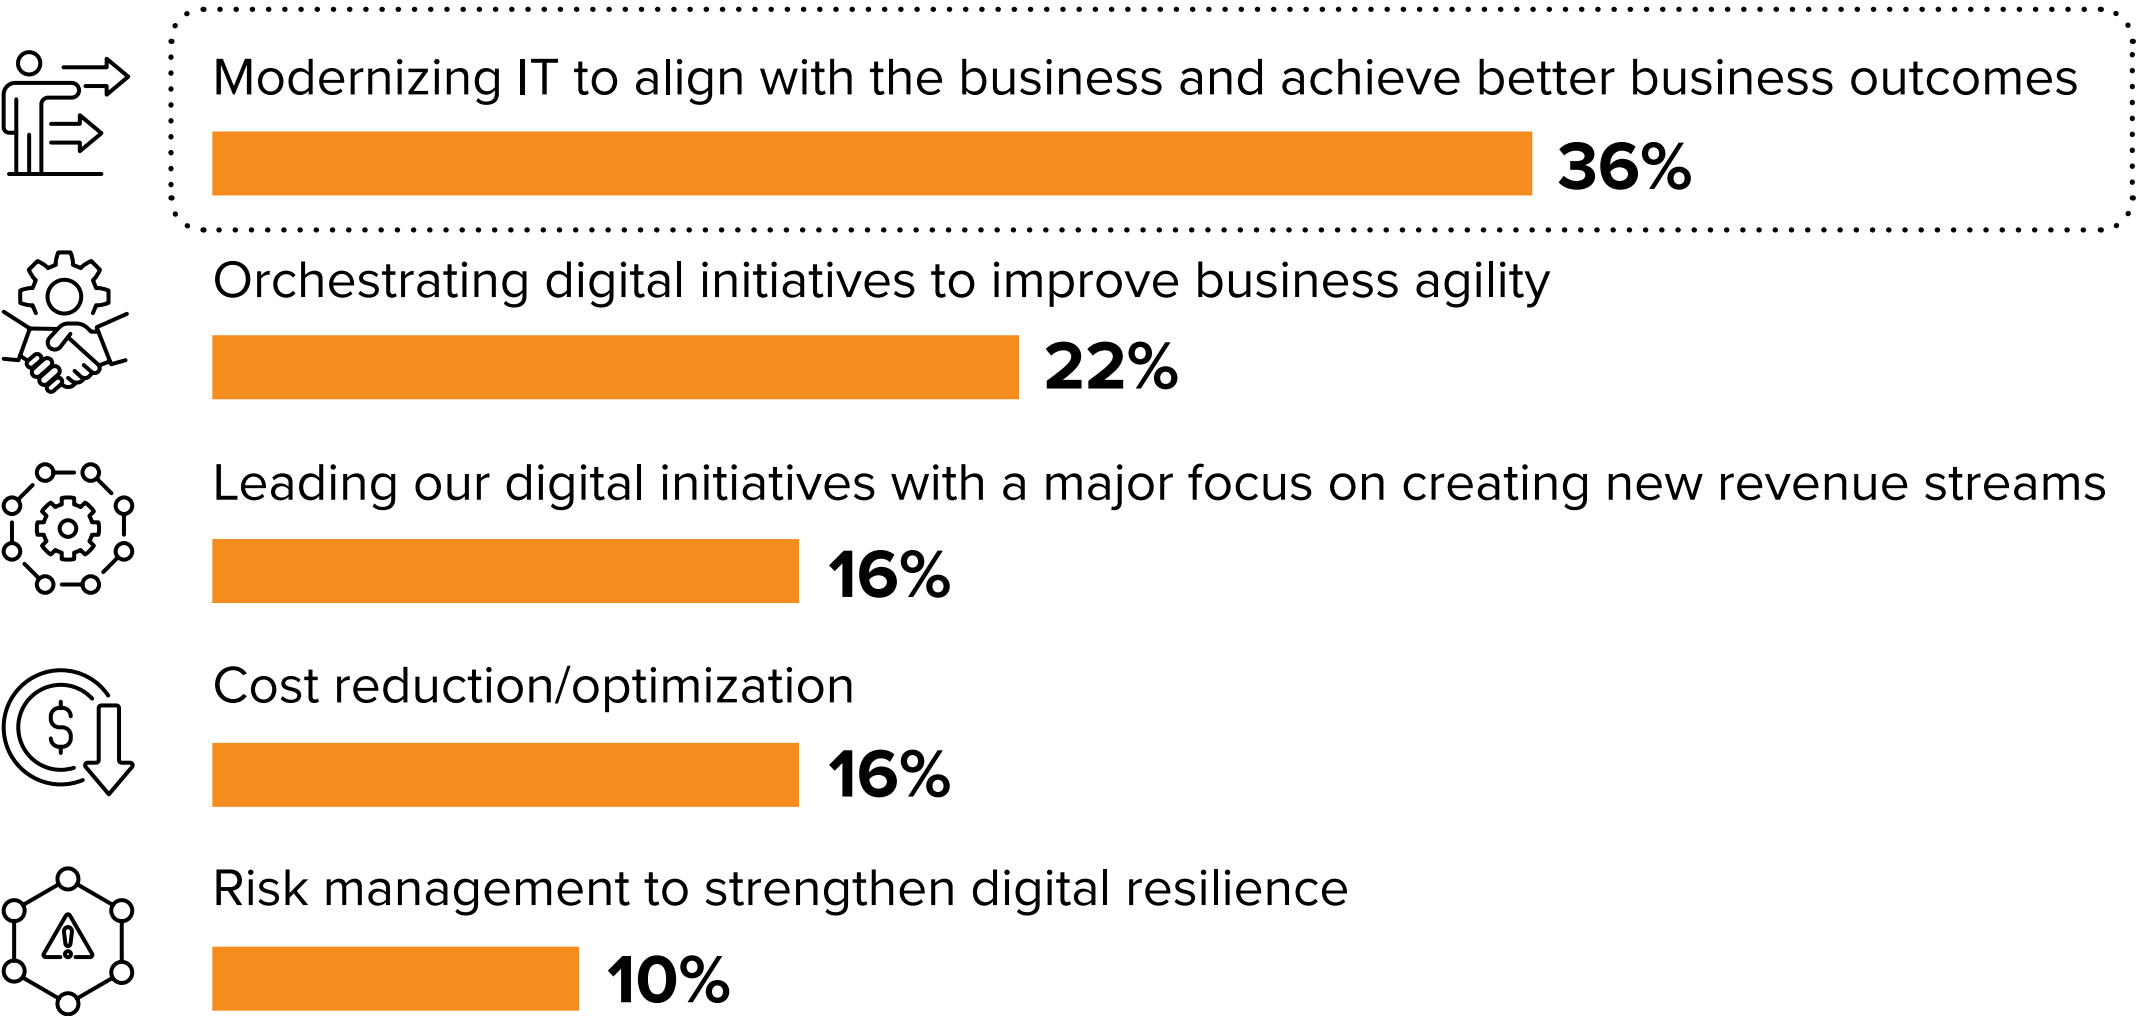 Modernizing IT to align with the business and achieve better business outcomes
36%
Orchestrating digital initiatives to improve business agility
22%
Leading our digital initiatives with a major focus on creating new revenue streams
16%
Cost reduction/optimization
16%
Risk management to strengthen digital resilience
10%